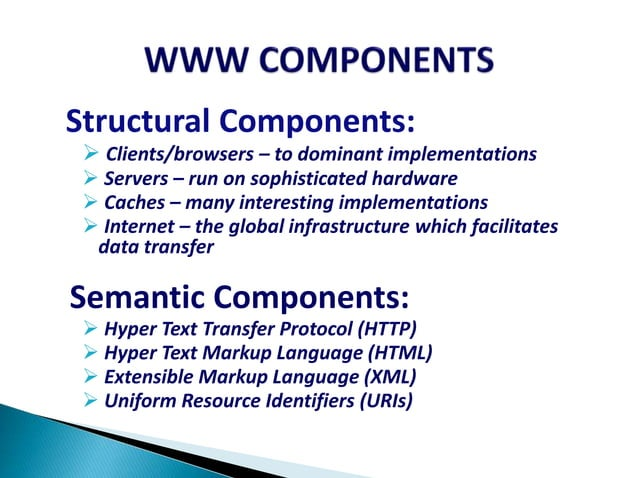 WWW COMPONENTS
Structural Components:
Clients/browsers – to dominant implementations
Servers – run on sophisticated hardware
Caches – many interesting implementations
Internet – the global infrastructure which facilitates
data transfer
Semantic Components:
Hyper Text Transfer Protocol (HTTP)
Hyper Text Markup Language (HTML)
Extensible Markup Language (XML)
Uniform Resource Identifiers (URIs)